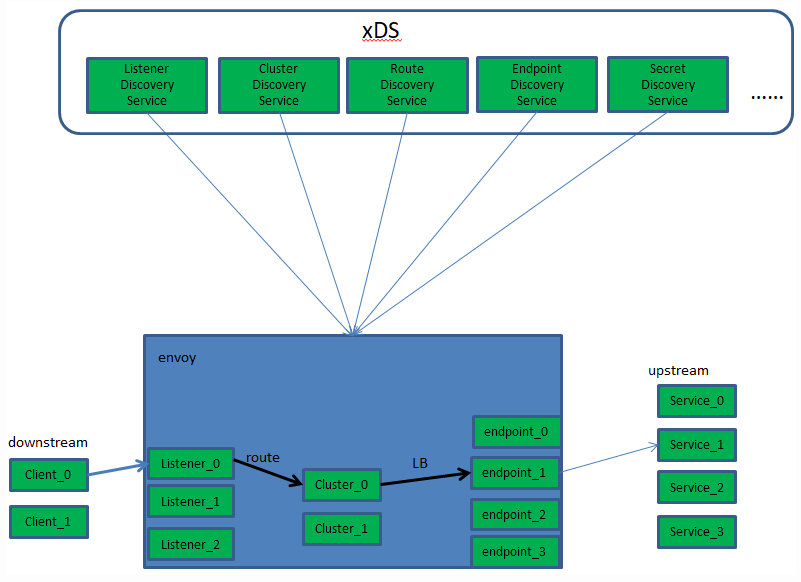 xDS
Listener
Discovery
Service
Cluster
Discovery
Service
Route
Discovery
Service
Endpoint
Discovery
Service
Secret
Discovery
Service
......
envoy
upstream
Service_0
endpoint_0
downstream
Service_1
Listener_0
route
LB
endpoint_1
Client_0
Cluster_0
Service_2
Listener_1
Client_1
endpoint_2
Cluster_1
Service_3
Listener_2
endpoint_3